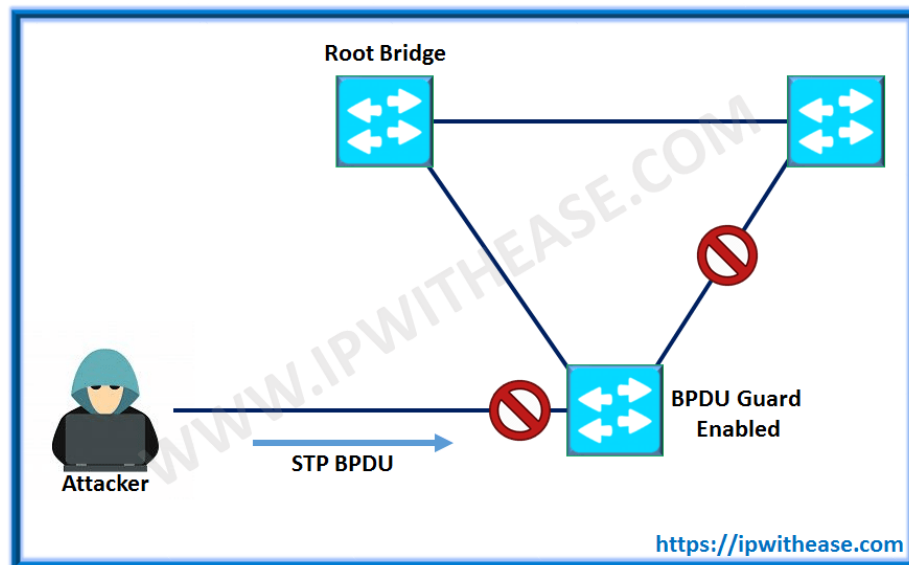 Root Bridge
WWW.IPWITHEASE.COM
BPDU Guard
Enabled
STP BPDU
Attacker
https://ipwithease.com